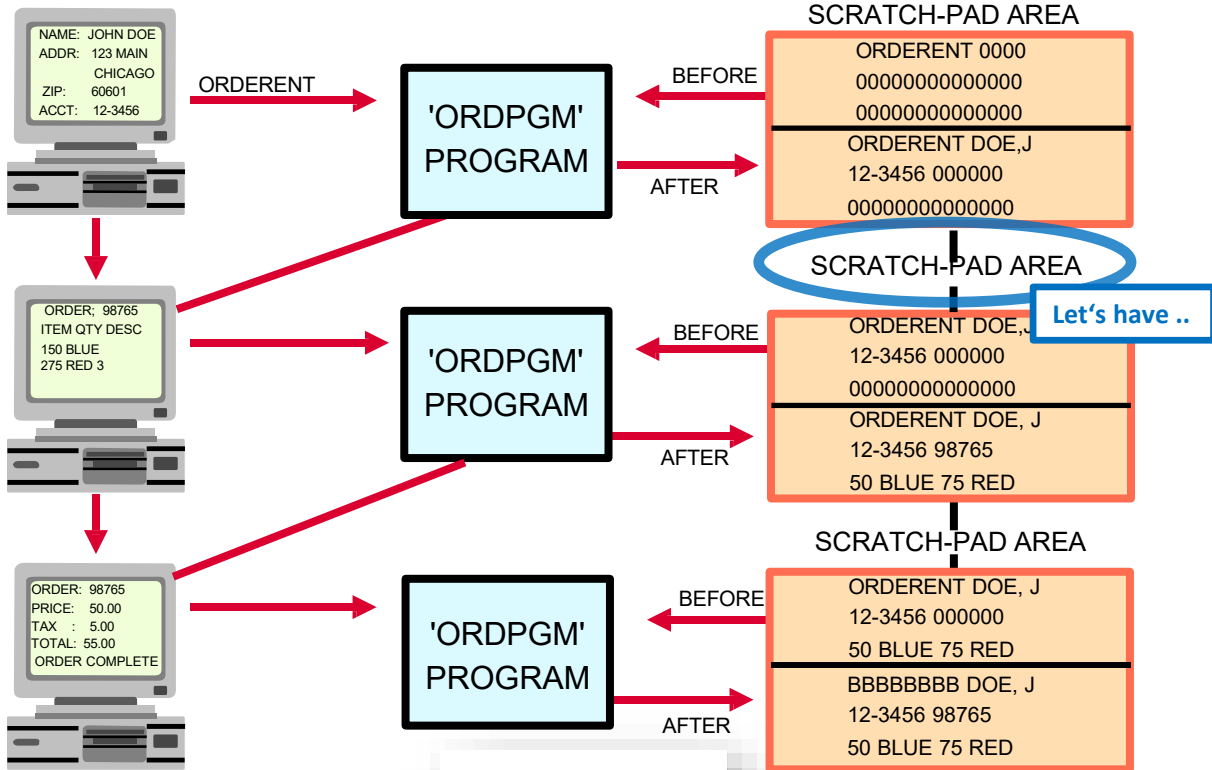 SCRATCH-PAD AREA
NAME: JOHN DOE
ADDR: 123 MAIN
CHICAGO
ZIP: 60601
ACCT: 12-3456
ORDERENT
'ORDPGM'
PROGRAM
BEFORE
AFTER
ORDERENT 0000
00000000000000
00000000000000
ORDERENT DOE,J
12-3456 000000
00000000000000
SCRATCH-PAD AREA
Let's have ..
ORDER; 98765
ITEM QTY DESC
150 BLUE
275 RED 3
'ORDPGM'
PROGRAM
BEFORE
AFTER
ORDERENT DOE,J
12-3456 000000
00000000000000
ORDERENT DOE, J
12-3456 98765
50 BLUE 75 RED
SCRATCH-PAD AREA
ORDER: 98765
PRICE: 50.00
TAX : 5.00
TOTAL: 55.00
ORDER COMPLETE
'ORDPGM'
PROGRAM
BEFORE
AFTER
ORDERENT DOE, J
12-3456 000000
50 BLUE 75 RED
BBBBBBBB DOE, J
12-3456 98765
50 BLUE 75 RED